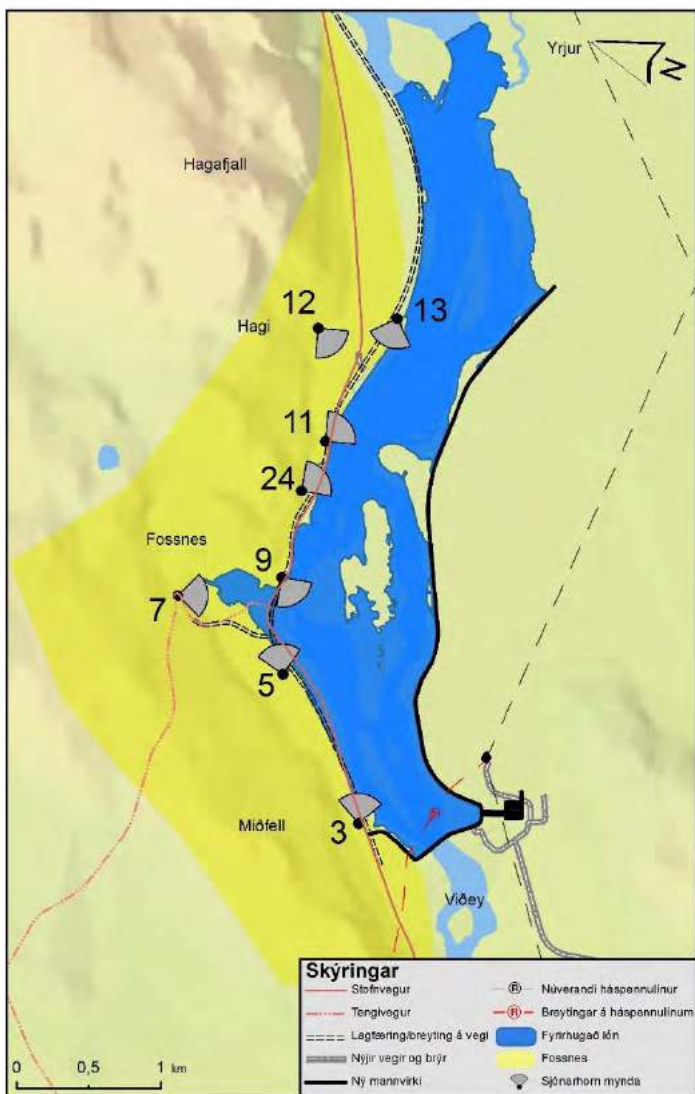 Yrjur
N
Hagafjall
12
13
Hagi
11
24
Fossnes
9
7
5
Miðfell
3
Viðey
Skýringar
Stofnvegur
Tengivegur
Lagfæring/breyting á vegi
Nýjir vegir og brýr
Ný mannvirki
Núverandi háspennulínur
Breytingar á háspennulínum
Fyrirhugað lón
Fossnes
Sjónarhorn mynda
0 0,5 1 km